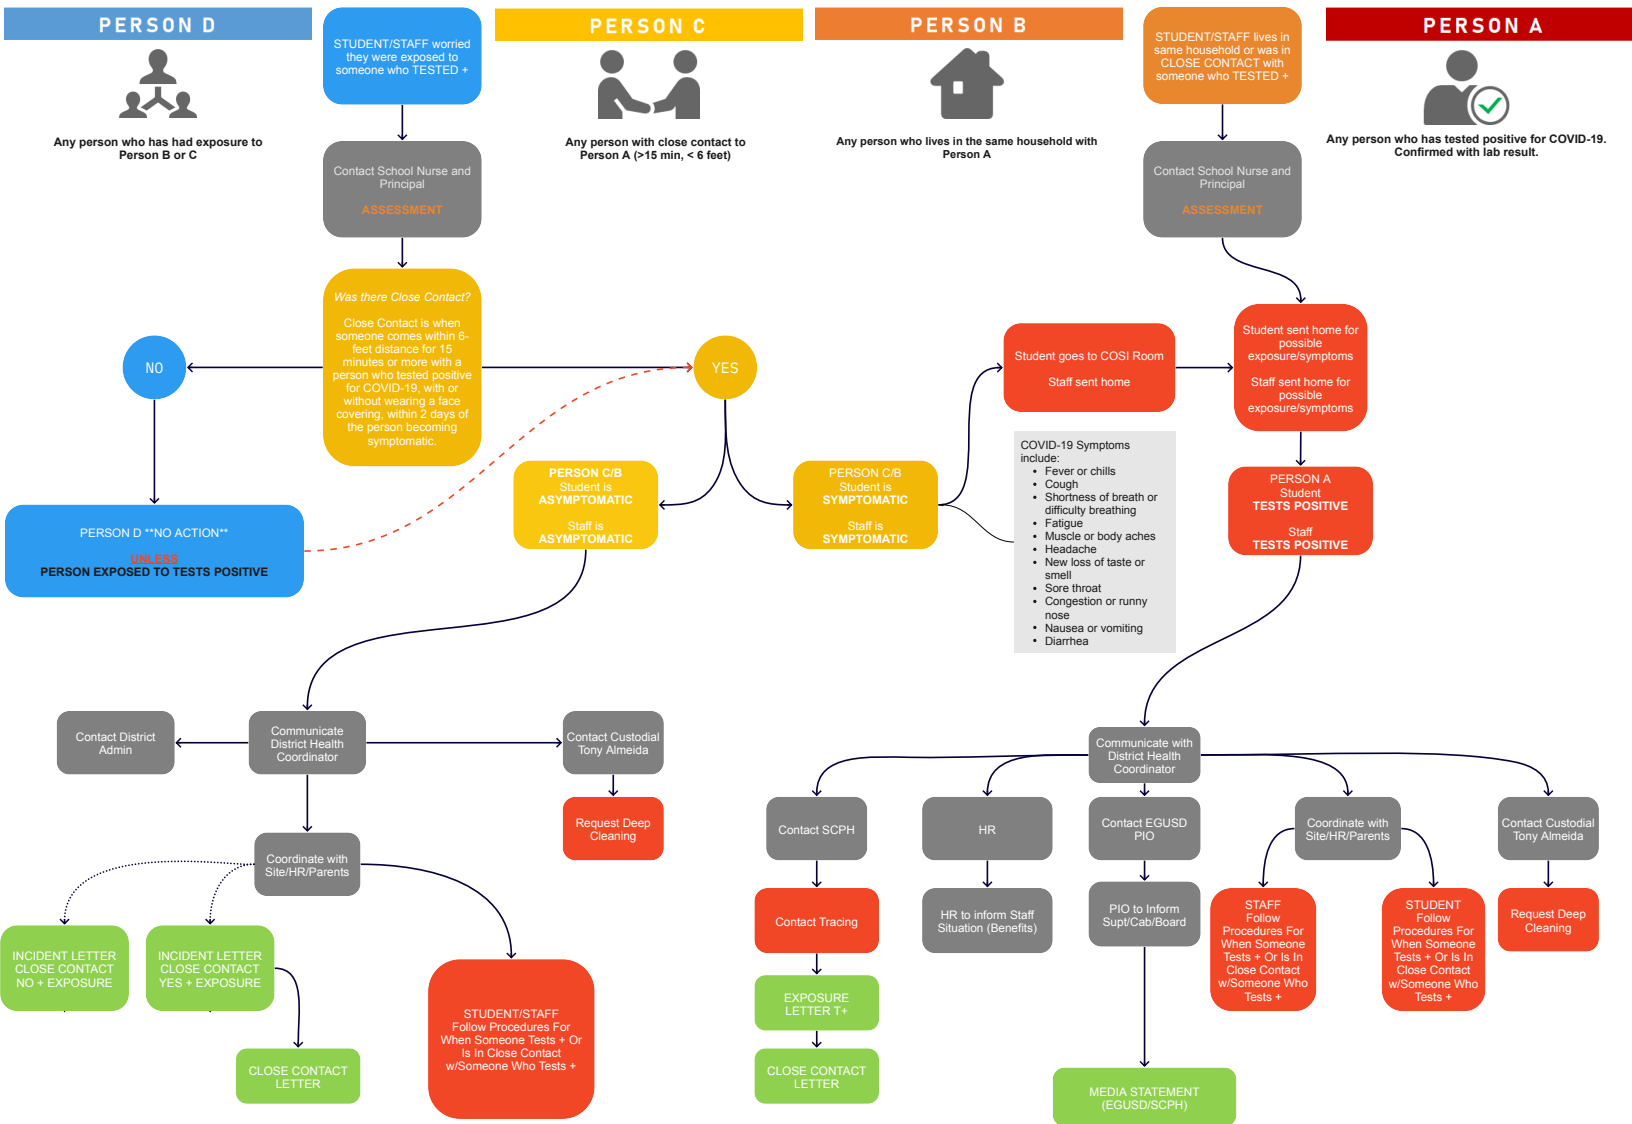 PERSON D
Any person who has had exposure to
Person B or C
STUDENT/STAFF worried
they were exposed to
someone who TESTED +
PERSON C
Any person with close contact to
Person A (>15 min, < 6 feet)
PERSON B
Any person who lives in the same household with
Person A
STUDENT/STAFF lives in
same household or was in
CLOSE CONTACT with
someone who TESTED +
PERSON A
Any person who has tested positive for COVID-19.
Confirmed with lab result.
Contact School Nurse and
Principal
ASSESSMENT
Contact School Nurse and
Principal
ASSESSMENT
Was there Close Contact?
Close Contact is when
someone comes within 6-
feet distance for 15
minutes or more with a
person who tested positive
for COVID-19, with or
without wearing a face
covering, within 2 days of
the person becoming
symptomatic.
NO
YES
Student goes to COSI Room
Staff sent home
Student sent home for
possible
exposure/symptoms
Staff sent home for
possible
exposure/symptoms
PERSON D **NO ACTION**
UNLESS
PERSON EXPOSED TO TESTS POSITIVE
PERSON C/B
Student is
ASYMPTOMATIC
Staff is
ASYMPTOMATIC
PERSON C/B
Student is
SYMPTOMATIC
Staff is
SYMPTOMATIC
COVID-19 Symptoms
include:
• Fever or chills
• Cough
• Shortness of breath or
difficulty breathing
• Fatigue
• Muscle or body aches
• Headache
• New loss of taste or
smell
• Sore throat
• Congestion or runny
nose
• Nausea or vomiting
• Diarrhea
PERSON A
Student
TESTS POSITIVE
Staff
TESTS POSITIVE
Contact District
Admin
Communicate
District Health
Coordinator
Contact Custodial
Tony Almeida
Request Deep
Cleaning
Coordinate with
Site/HR/Parents
INCIDENT LETTER
CLOSE CONTACT
NO + EXPOSURE
INCIDENT LETTER
CLOSE CONTACT
YES + EXPOSURE
CLOSE CONTACT
LETTER
STUDENT/STAFF
Follow Procedures For
When Someone Tests + Or
Is In Close Contact
w/Someone Who Tests +
Communicate with
District Health
Coordinator
Contact SCPH
HR
Contact EGUSD
PIO
Coordinate with
Site/HR/Parents
Contact Custodial
Tony Almeida
Contact Tracing
HR to inform Staff
Situation (Benefits)
PIO to Inform
Supt/Cab/Board
STAFF
Follow
Procedures For
When Someone
Tests + Or Is In
Close Contact
w/Someone Who
Tests +
STUDENT
Follow
Procedures For
When Someone
Tests + Or Is In
Close Contact
w/Someone Who
Tests +
Request Deep
Cleaning
EXPOSURE
LETTER T+
CLOSE CONTACT
LETTER
MEDIA STATEMENT
(EGUSD/SCPH)